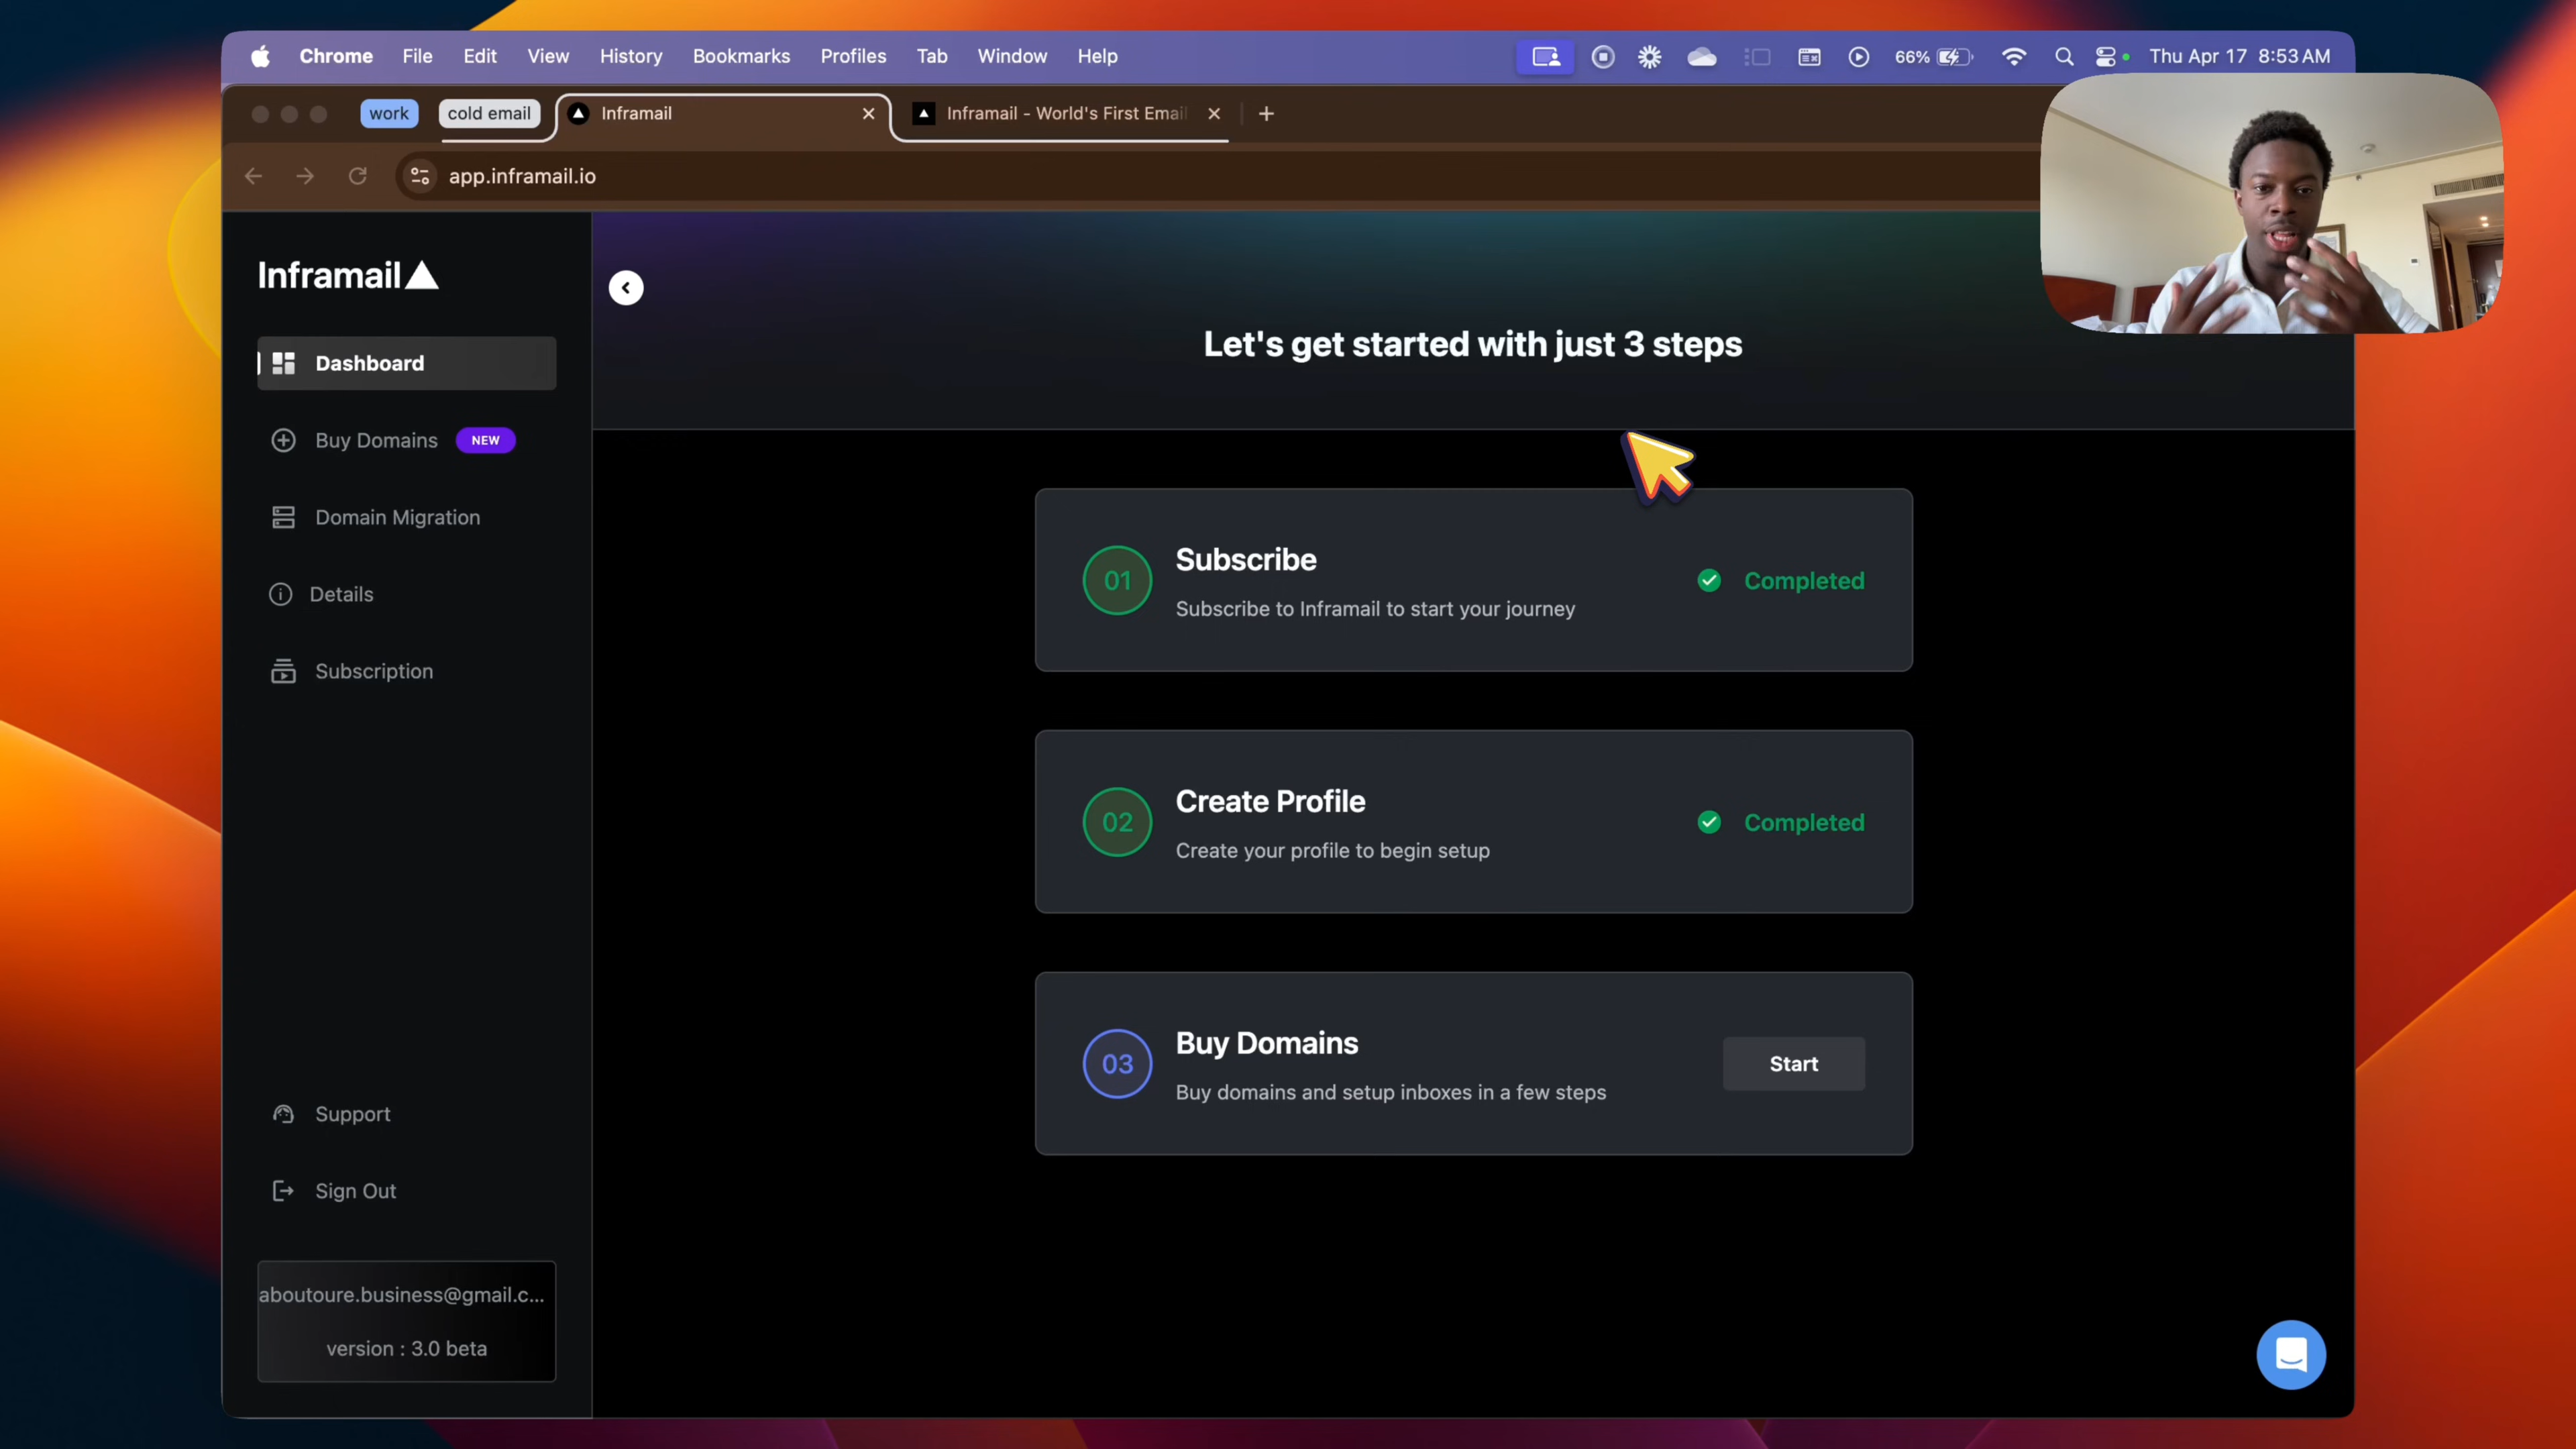 Chrome File Edit View History Bookmarks Profiles Tab Window Help 66% Thu Apr 17 8:53 AM
work cold email Inframail Inframail - World's First Email
app.inframail.io
Inframail
Dashboard
Buy Domains NEW
Domain Migration
Details
Subscription
Support
Sign Out
aboutoure.business@gmail.c...
version : 3.0 beta
Let's get started with just 3 steps
01
Subscribe
Subscribe to Inframail to start your journey
Completed
02
Create Profile
Create your profile to begin setup
Completed
03
Buy Domains
Buy domains and setup inboxes in a few steps
Start